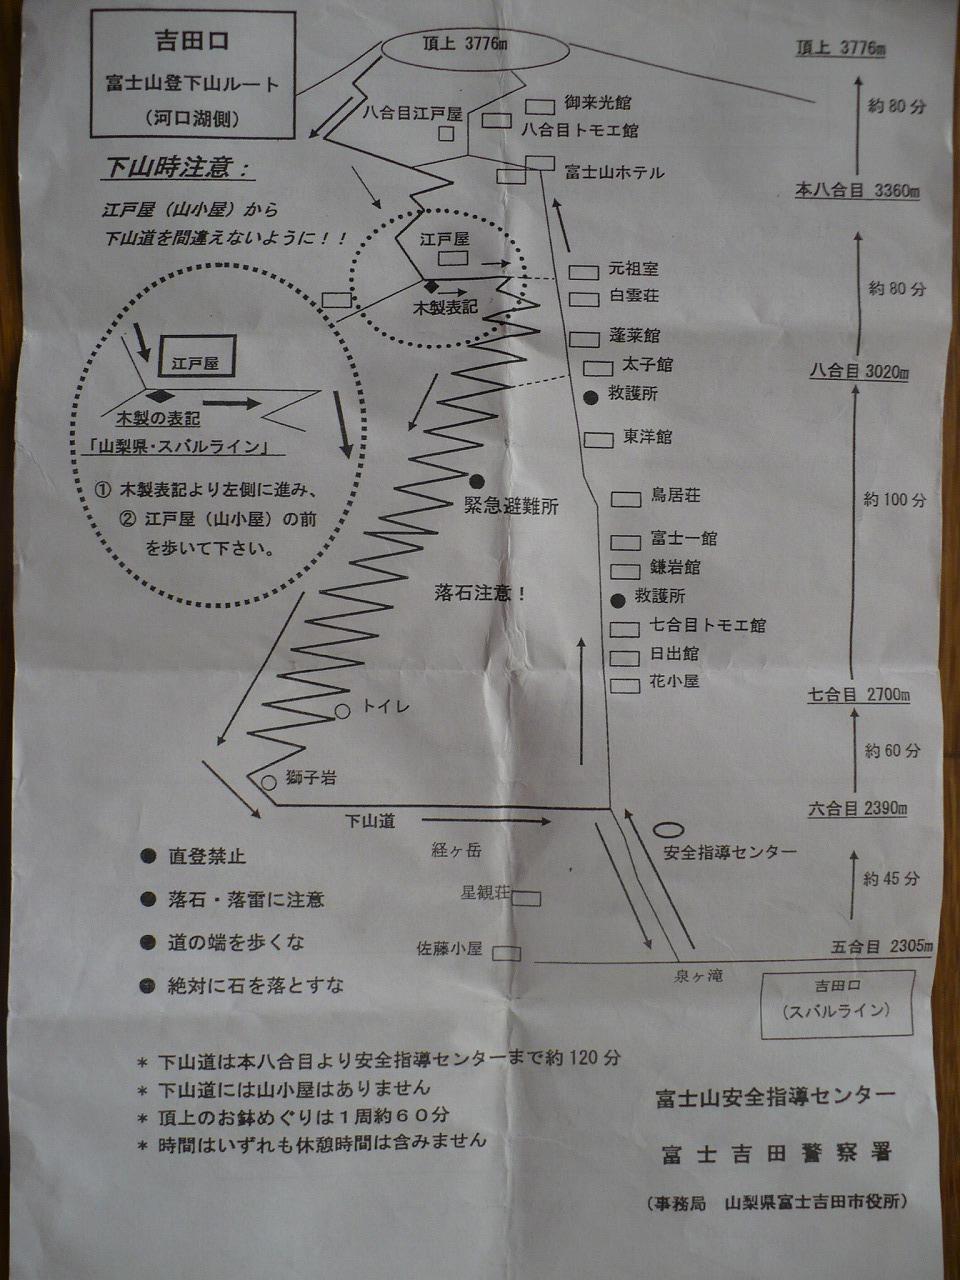 吉田口
富士山登下山ルート
（河口湖側）
頂上 3776m
頂上 3776m
約80分
八合目江戸屋
御来光館
八合目トモエ館
富士山ホテル
本八合目 3360m
下山時注意：
江戸屋（山小屋）から
下山道を間違えないように！！
江戸屋
木製表記
元祖室
白雲荘
蓬莱館
太子館
救護所
東洋館
約80分
八合目 3020m
江戸屋
木製の表記
「山梨県・スバルライン」
① 木製表記より左側に進み、
② 江戸屋（山小屋）の前
を歩いて下さい。
緊急避難所
鳥居荘
約100分
富士一館
鎌岩館
落石注意！
救護所
七合目トモエ館
日出館
花小屋
七合目 2700m
トイレ
約60分
獅子岩
六合目 2390m
下山道
安全指導センター
経ヶ岳
約45分
星観荘
佐藤小屋
五合目 2305m
泉ヶ滝
吉田口
（スバルライン）
● 直登禁止
● 落石・落雷に注意
● 道の端を歩くな
● 絶対に石を落とすな
* 下山道は本八合目より安全指導センターまで約120分
* 下山道には山小屋はありません
* 頂上のお鉢めぐりは１周約６０分
* 時間はいずれも休憩時間は含みません
富士山安全指導センター
富士吉田警察署
（事務局　山梨県富士吉田市役所）